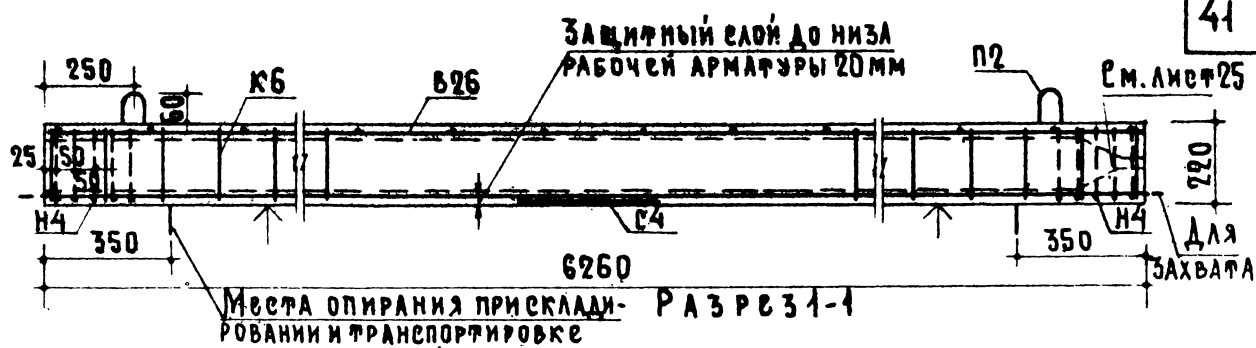 41
Защитный слой до низа
рабочей арматуры 20мм
250
К6
60
В26
П2
См. лист 25
25
50
50
220
Н4
С4
Н4
350
350
Для
захвата
6260
Места опирания при склади-
ровании и транспортировке
Разрез 1-1